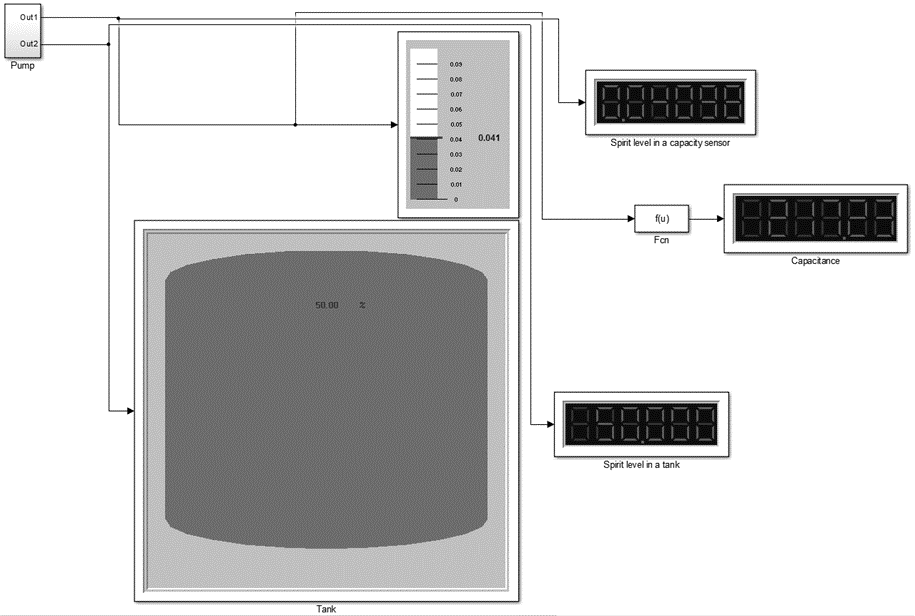 Out1
Out2
Pump
0.09
0.08
0.07
0.06
0.05
0.04
0.03
0.02
0.01
0
0.041
Spirit level in a capacity sensor
f(u)
Fcn
Capacitance
50.00 %
Spirit level in a tank
Tank